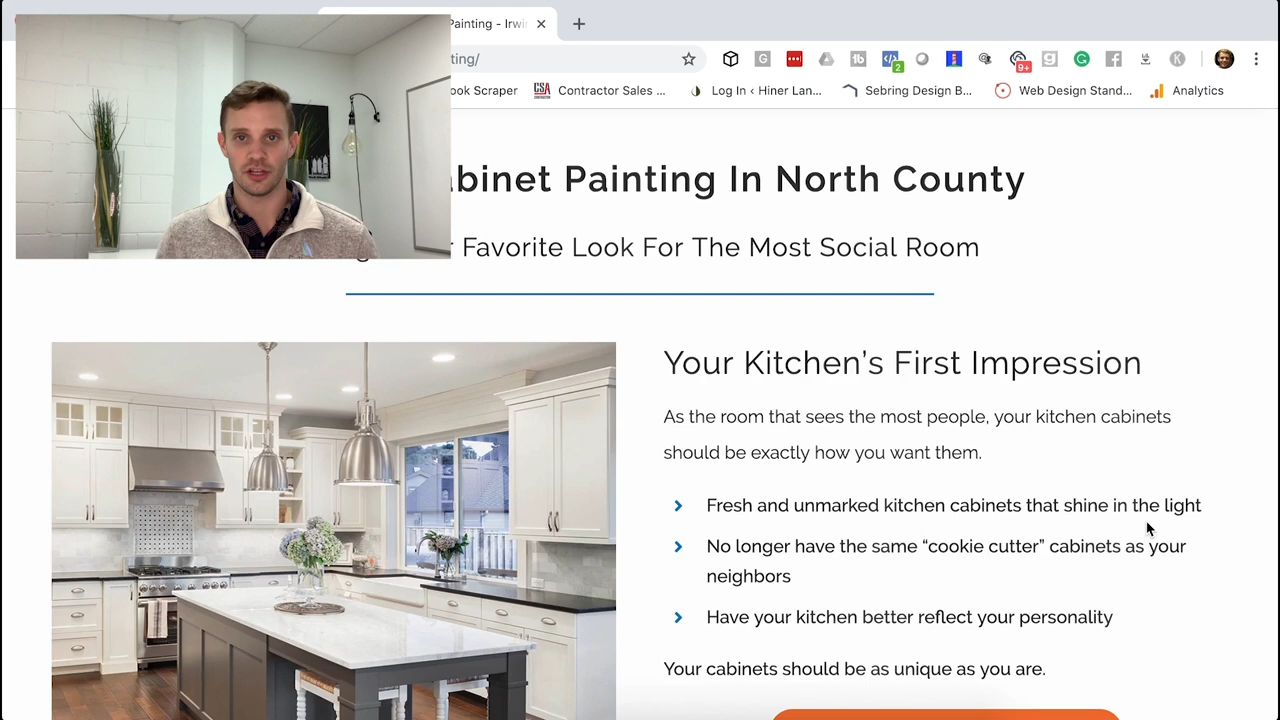 Painting - Irwi
ting/
2
9+
ook Scraper
CSA
Contractor Sales ...
Log In ‹ Hiner Lan...
Sebring Design B...
Web Design Stand...
Analytics
binet Painting In North County
Favorite Look For The Most Social Room
Your Kitchen’s First Impression
As the room that sees the most people, your kitchen cabinets
should be exactly how you want them.
Fresh and unmarked kitchen cabinets that shine in the light
No longer have the same “cookie cutter” cabinets as your
neighbors
Have your kitchen better reflect your personality
Your cabinets should be as unique as you are.